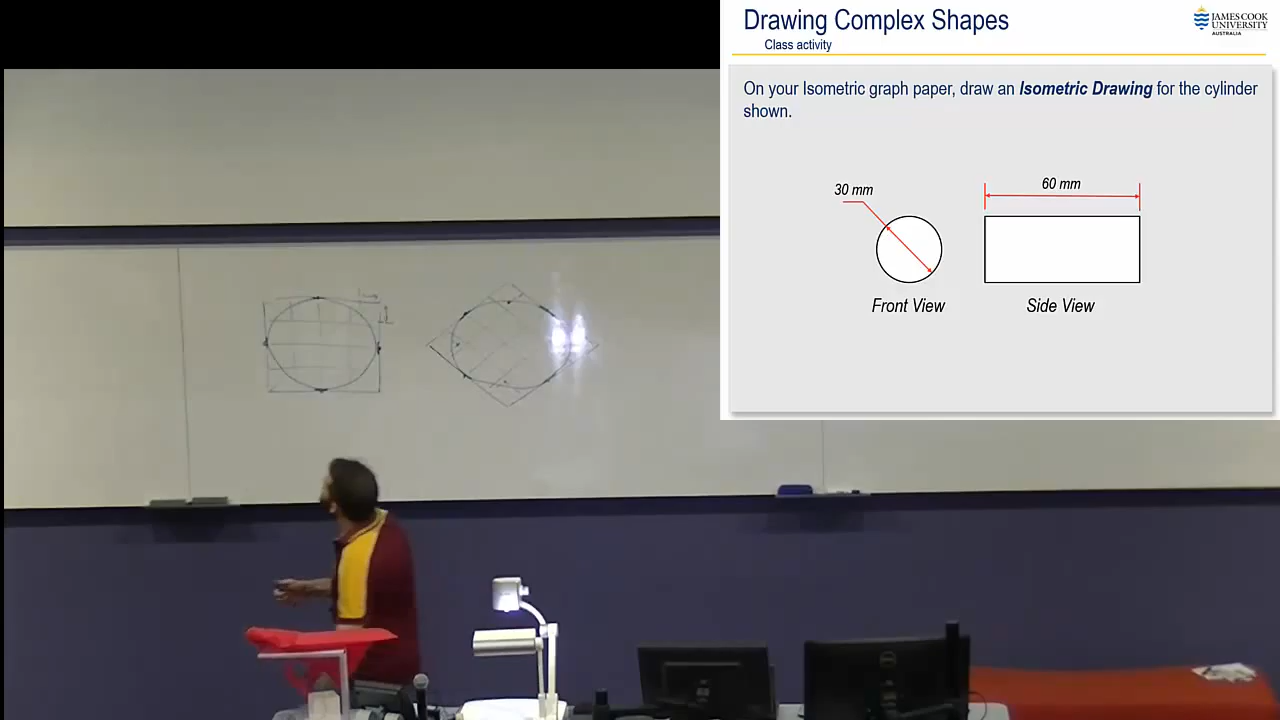 Drawing Complex Shapes
Class activity
JAMES COOK
UNIVERSITY
AUSTRALIA
On your Isometric graph paper, draw an Isometric Drawing for the cylinder
shown.
30 mm
60 mm
Front View
Side View